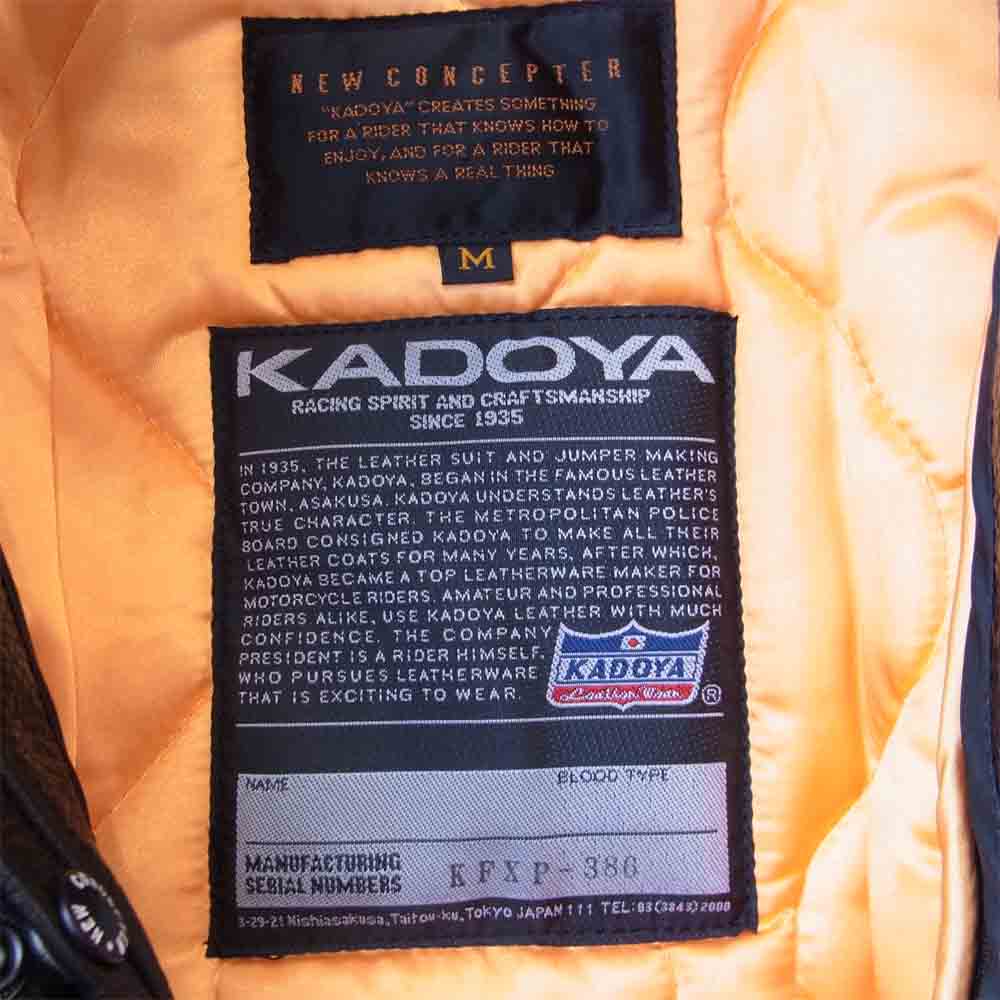 NEW CONCEPTER
"KADOYA" CREATES SOMETHING
FOR A RIDER THAT KNOWS HOW TO
ENJOY, AND FOR A RIDER THAT
KNOWS A REAL THING
M
KADOYA
RACING SPIRIT AND CRAFTSMANSHIP
SINCE 1935
IN 1935, THE LEATHER SUIT AND JUMPER MAKING
COMPANY, KADOYA, BEGAN IN THE FAMOUS LEATHER
TOWN, ASAKUSA. KADOYA UNDERSTANDS LEATHER'S
TRUE CHARACTER. THE METROPOLITAN POLICE
BOARD CONSIGNED KADOYA TO MAKE ALL THEIR
LEATHER COATS FOR MANY YEARS, AFTER WHICH,
KADOYA BECAME A TOP LEATHERWARE MAKER FOR
MOTORCYCLE RIDERS. AMATEUR AND PROFESSIONAL
RIDERS ALIKE, USE KADOYA LEATHER WITH MUCH
CONFIDENCE. THE COMPANY
PRESIDENT IS A RIDER HIMSELF.
WHO PURSUES LEATHERWARE
THAT IS EXCITING TO WEAR.
KADOYA
Leather Wear
®
NAME BLOOD TYPE
MANUFACTURING
SERIAL NUMBERS KFXP-386
3-29-21 Nishiasakusa, Taitou-ku, TOKYO JAPAN 111 TEL: 03 (3843) 2000